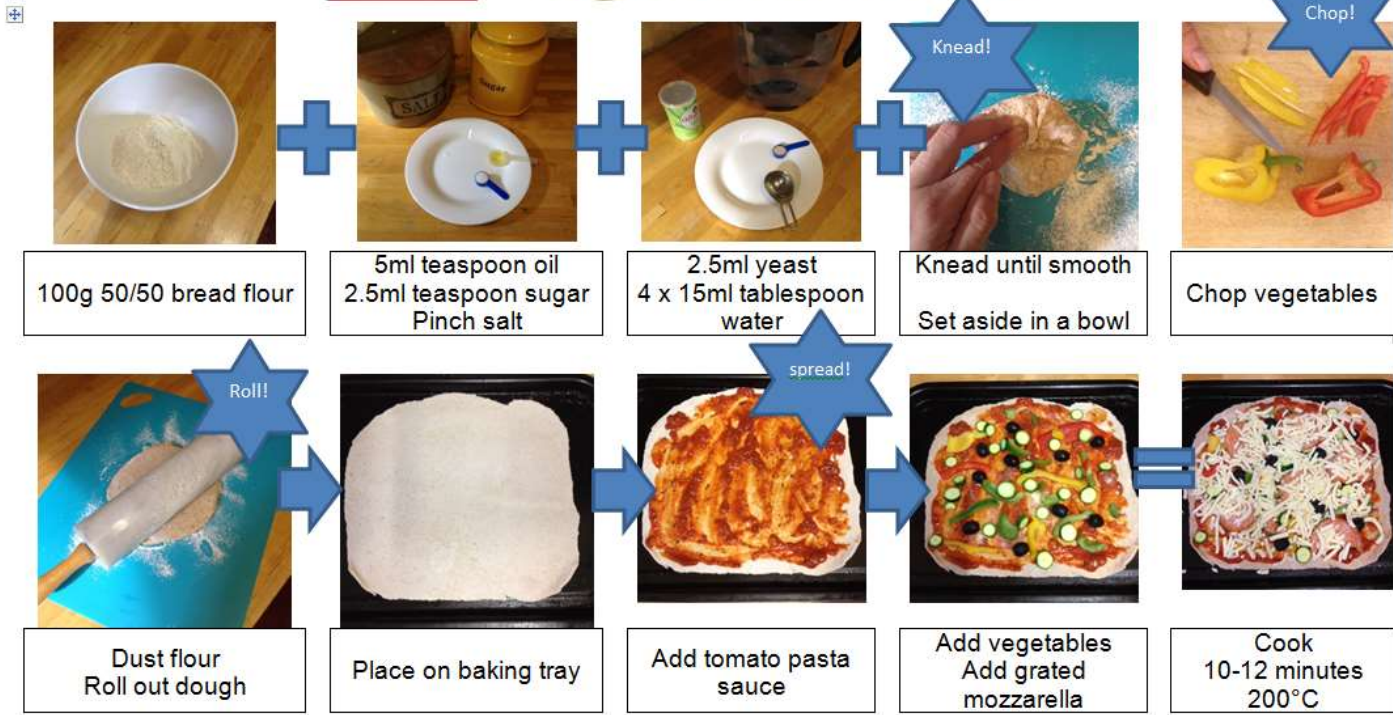 Knead!
Chop!
SALT
Sugar
100g 50/50 bread flour
5ml teaspoon oil
2.5ml teaspoon sugar
Pinch salt
2.5ml yeast
4 x 15ml tablespoon
water
Knead until smooth
Set aside in a bowl
Chop vegetables
Roll!
spread!
Dust flour
Roll out dough
Place on baking tray
Add tomato pasta
sauce
Add vegetables
Add grated
mozzarella
Cook
10-12 minutes
200°C